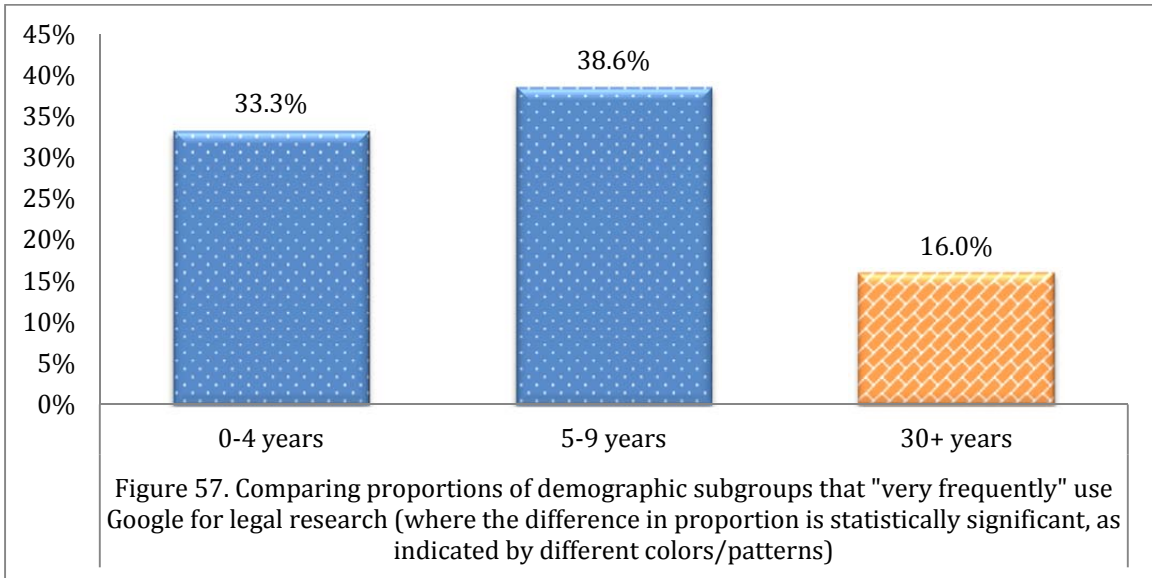 45%
40%
35%
30%
25%
20%
15%
10%
5%
0%
33.3%
38.6%
16.0%
0-4 years
5-9 years
30+ years
Figure 57. Comparing proportions of demographic subgroups that "very frequently" use
Google for legal research (where the difference in proportion is statistically significant, as
indicated by different colors/patterns)